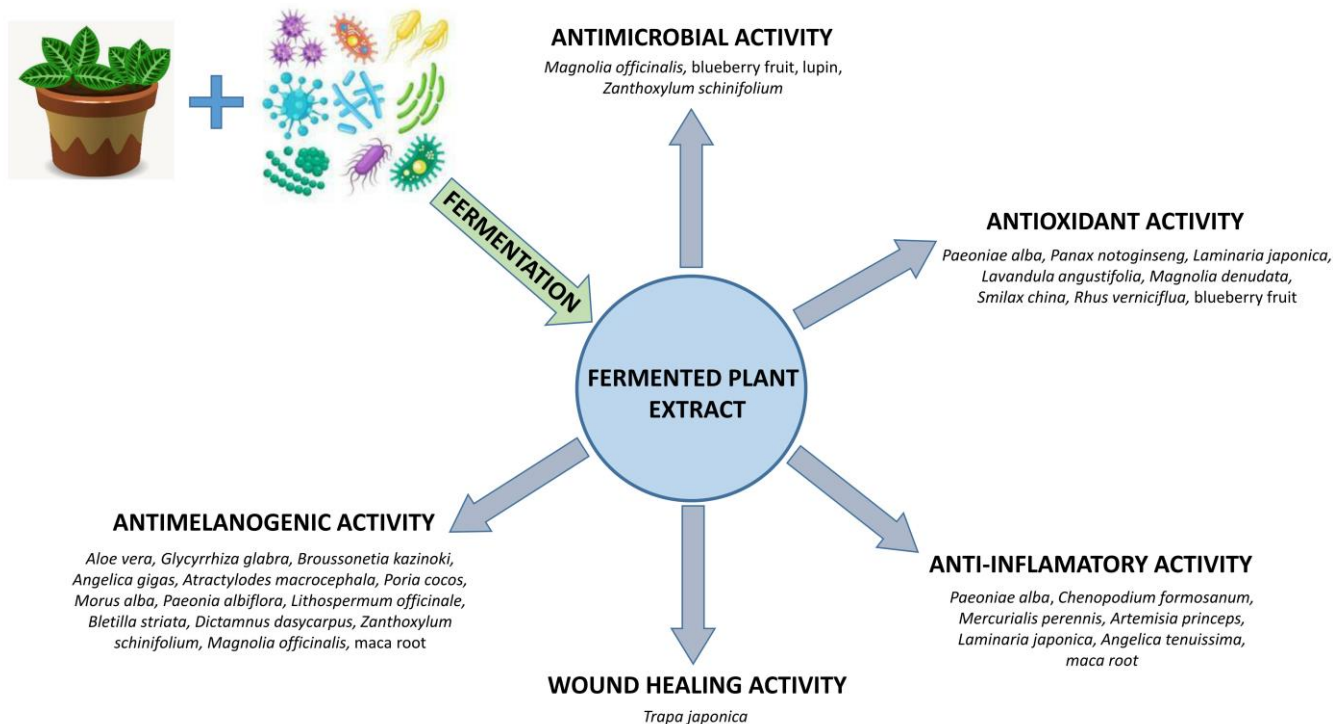 ANTIMICROBIAL ACTIVITY
Magnolia officinalis, blueberry fruit, lupin,
Zanthoxylum schinifolium
FERMENTATION
ANTIOXIDANT ACTIVITY
Paeoniae alba, Panax notoginseng, Laminaria japonica,
Lavandula angustifolia, Magnolia denudata,
Smilax china, Rhus verniciflua, blueberry fruit
FERMENTED PLANT
EXTRACT
ANTIMELANOGENIC ACTIVITY
Aloe vera, Glycyrrhiza glabra, Broussonetia kazinoki,
Angelica gigas, Atractylodes macrocephala, Poria cocos,
Morus alba, Paeonia albiflora, Lithospermum officinale,
Bletilla striata, Dictamnus dasycarpus, Zanthoxylum
schinifolium, Magnolia officinalis, maca root
ANTI-INFLAMATORY ACTIVITY
Paeoniae alba, Chenopodium formosanum,
Mercurialis perennis, Artemisia princeps,
Laminaria japonica, Angelica tenuissima,
maca root
WOUND HEALING ACTIVITY
Trapa japonica